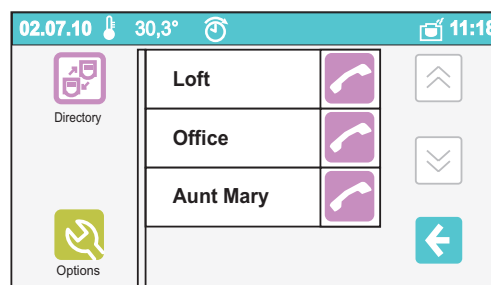 02.07.10 30,3° 11:18
Directory
Loft
Office
Aunt Mary
Options